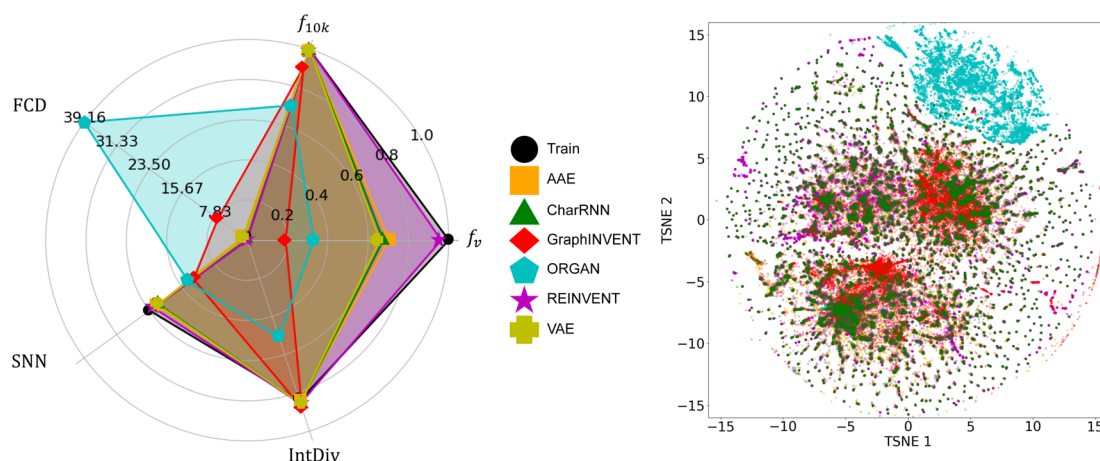 f10k
FCD
39.16
31.33
23.50
15.67
7.83
1.0
0.8
0.6
0.4
0.2
fv
SNN
IntDiv
Train
AAE
CharRNN
GraphINVENT
ORGAN
REINVENT
VAE
TSNE 2
15
10
5
0
−5
−10
−15
−15
−10
−5
0
5
10
15
TSNE 1